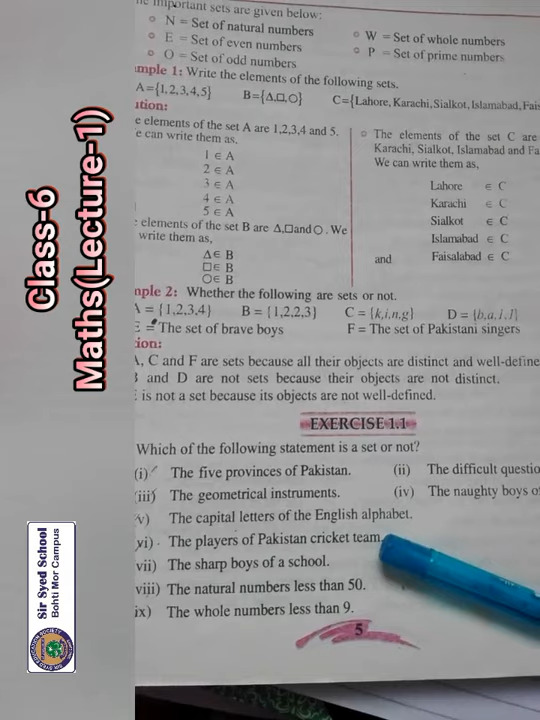 Class-6
Maths(Lecture-1)
Sir Syed School
Bohti Mor Campus
important sets are given below:
° N = Set of natural numbers
° W = Set of whole numbers
° E = Set of even numbers
° P = Set of prime numbers
° O = Set of odd numbers
mple 1: Write the elements of the following sets.
A={1,2,3,4,5} B={Δ,□,○} C={Lahore, Karachi, Sialkot, Islamabad, Fais
ution:
e elements of the set A are 1,2,3,4 and 5.
e can write them as,
1 ∈ A
2 ∈ A
3 ∈ A
4 ∈ A
5 ∈ A
elements of the set B are Δ,□and○. We
write them as,
Δ∈ B
□∈ B
○∈ B
° The elements of the set C are
Karachi, Sialkot, Islamabad and Fa
We can write them as,
Lahore ∈ C
Karachi ∈ C
Sialkot ∈ C
Islamabad ∈ C
and Faisalabad ∈ C
mple 2: Whether the following are sets or not.
A = {1,2,3,4} B = {1,2,2,3} C = {k,i,n,g} D = {b,a,l,l}
E = The set of brave boys F = The set of Pakistani singers
ion:
A, C and F are sets because all their objects are distinct and well-define
B and D are not sets because their objects are not distinct.
E is not a set because its objects are not well-defined.
EXERCISE 1.1
Which of the following statement is a set or not?
(i) The five provinces of Pakistan. (ii) The difficult questio
(iii) The geometrical instruments. (iv) The naughty boys o
v) The capital letters of the English alphabet.
vi) The players of Pakistan cricket team.
vii) The sharp boys of a school.
viii) The natural numbers less than 50.
ix) The whole numbers less than 9.
5